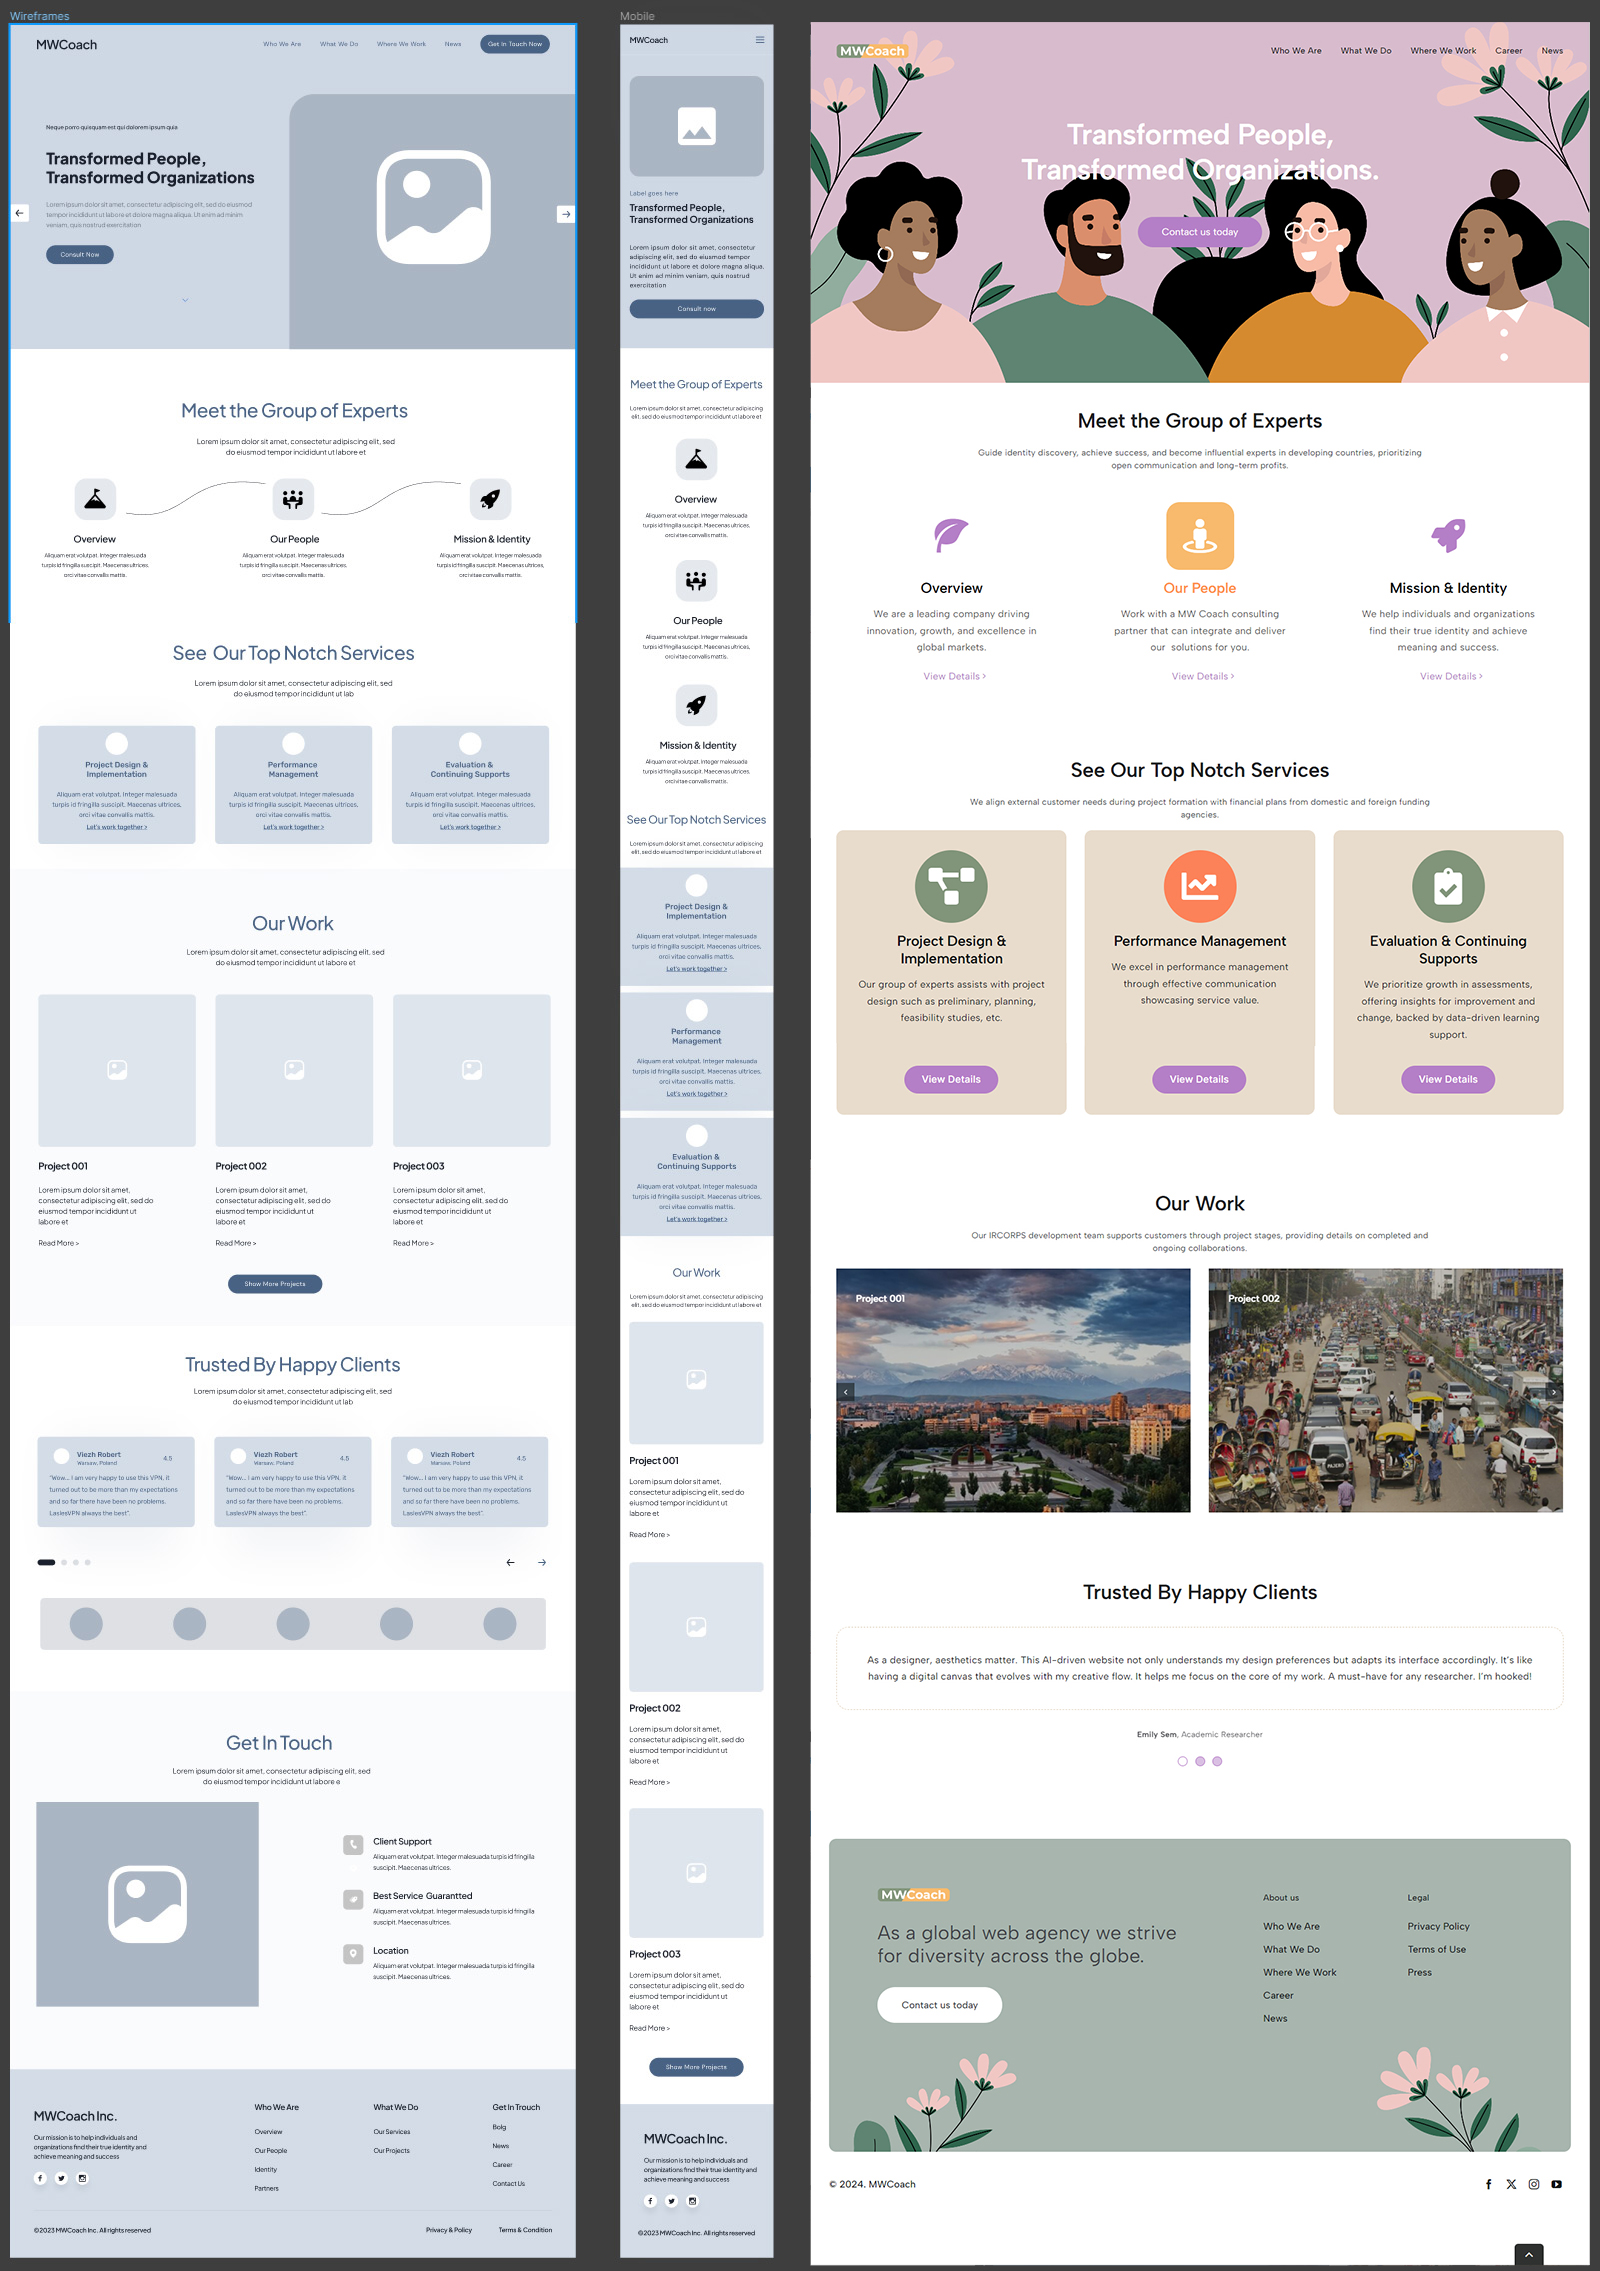 Wireframes
MWCoach
Who We Are
What We Do
Where We Work
News
Get in Touch Now
Neque porro quisquam est qui dolorem ipsum quia
Transformed People,
Transformed Organizations
Lorem ipsum dolor sit amet, consectetur adipiscing elit, sed do eiusmod
tempor incididunt ut labore et dolore magna aliqua. Ut enim ad minim
veniam, quis nostrud exercitation
Consult Now
Meet the Group of Experts
Lorem ipsum dolor sit amet, consectetur adipiscing elit, sed
do eiusmod tempor incididunt ut labore et
Overview
Aliquam erat volutpat. Integer malesuada
turpis id fringilla suscipit. Maecenas ultrices,
orci vitae convallis mattis.
Our People
Aliquam erat volutpat. Integer malesuada
turpis id fringilla suscipit. Maecenas ultrices,
orci vitae convallis mattis.
Mission & Identity
Aliquam erat volutpat. Integer malesuada
turpis id fringilla suscipit. Maecenas ultrices,
orci vitae convallis mattis.
See Our Top Notch Services
Lorem ipsum dolor sit amet, consectetur adipiscing elit, sed
do eiusmod tempor incididunt ut lab
Project Design &
Implementation
Aliquam erat volutpat. Integer malesuada
turpis id fringilla suscipit. Maecenas ultrices,
orci vitae convallis mattis.
Let's work together >
Performance
Management
Aliquam erat volutpat. Integer malesuada
turpis id fringilla suscipit. Maecenas ultrices,
orci vitae convallis mattis.
Let's work together >
Evaluation &
Continuing Supports
Aliquam erat volutpat. Integer malesuada
turpis id fringilla suscipit. Maecenas ultrices,
orci vitae convallis mattis.
Let's work together >
Our Work
Lorem ipsum dolor sit amet, consectetur adipiscing elit, sed
do eiusmod tempor incididunt ut labore et
Project 001
Lorem ipsum dolor sit amet,
consectetur adipiscing elit, sed do
eiusmod tempor incididunt ut
labore et
Read More >
Project 002
Lorem ipsum dolor sit amet,
consectetur adipiscing elit, sed do
eiusmod tempor incididunt ut
labore et
Read More >
Project 003
Lorem ipsum dolor sit amet,
consectetur adipiscing elit, sed do
eiusmod tempor incididunt ut
labore et
Read More >
Show More Projects
Trusted By Happy Clients
Lorem ipsum dolor sit amet, consectetur adipiscing elit, sed
do eiusmod tempor incididunt ut lab
Viezh Robert
Warsaw, Poland
4.5
"Wow... I am very happy to use this VPN, it
turned out to be more than my expectations
and so far there have been no problems.
LaslesVPN always the best".
Viezh Robert
Warsaw, Poland
4.5
"Wow... I am very happy to use this VPN, it
turned out to be more than my expectations
and so far there have been no problems.
LaslesVPN always the best".
Viezh Robert
Warsaw, Poland
4.5
"Wow... I am very happy to use this VPN, it
turned out to be more than my expectations
and so far there have been no problems.
LaslesVPN always the best".
Get In Touch
Lorem ipsum dolor sit amet, consectetur adipiscing elit, sed
do eiusmod tempor incididunt ut labore e
Client Support
Aliquam erat volutpat. Integer malesuada turpis id fringilla
suscipit. Maecenas ultrices.
Best Service Guarantted
Aliquam erat volutpat. Integer malesuada turpis id fringilla
suscipit. Maecenas ultrices.
Location
Aliquam erat volutpat. Integer malesuada turpis id fringilla
suscipit. Maecenas ultrices.
MWCoach Inc.
Our mission is to help individuals and
organizations find their true identity and
achieve meaning and success
Who We Are
Overview
Our People
Identity
Partners
What We Do
Our Services
Our Projects
Get In Touch
Bolg
News
Career
Contact Us
©2023 MWCoach Inc. All rights reserved
Privacy & Policy
Terms & Condition
Mobile
MWCoach
Label goes here
Transformed People,
Transformed Organizations
Lorem ipsum dolor sit amet, consectetur
adipiscing elit, sed do eiusmod tempor
incididunt ut labore et dolore magna aliqua.
Ut enim ad minim veniam, quis nostrud
exercitation
Consult now
Meet the Group of Experts
Lorem ipsum dolor sit amet, consectetur adipiscing
elit, sed do eiusmod tempor incididunt ut labore et
Overview
Aliquam erat volutpat. Integer malesuada
turpis id fringilla suscipit. Maecenas ultrices,
orci vitae convallis mattis.
Our People
Aliquam erat volutpat. Integer malesuada
turpis id fringilla suscipit. Maecenas ultrices,
orci vitae convallis mattis.
Mission & Identity
Aliquam erat volutpat. Integer malesuada
turpis id fringilla suscipit. Maecenas ultrices,
orci vitae convallis mattis.
See Our Top Notch Services
Lorem ipsum dolor sit amet, consectetur adipiscing
elit, sed do eiusmod tempor incididunt ut labore et
Project Design &
Implementation
Aliquam erat volutpat. Integer malesuada
turpis id fringilla suscipit. Maecenas ultrices,
orci vitae convallis mattis.
Let's work together >
Performance
Management
Aliquam erat volutpat. Integer malesuada
turpis id fringilla suscipit. Maecenas ultrices,
orci vitae convallis mattis.
Let's work together >
Evaluation &
Continuing Supports
Aliquam erat volutpat. Integer malesuada
turpis id fringilla suscipit. Maecenas ultrices,
orci vitae convallis mattis.
Let's work together >
Our Work
Lorem ipsum dolor sit amet, consectetur adipiscing
elit, sed do eiusmod tempor incididunt ut labore et
Project 001
Lorem ipsum dolor sit amet,
consectetur adipiscing elit, sed do
eiusmod tempor incididunt ut
labore et
Read More >
Project 002
Lorem ipsum dolor sit amet,
consectetur adipiscing elit, sed do
eiusmod tempor incididunt ut
labore et
Read More >
Project 003
Lorem ipsum dolor sit amet,
consectetur adipiscing elit, sed do
eiusmod tempor incididunt ut
labore et
Read More >
Show More Projects
MWCoach Inc.
Our mission is to help individuals and
organizations find their true identity and
achieve meaning and success
©2023 MWCoach Inc. All rights reserved
MWCoach
Who We Are
What We Do
Where We Work
Career
News
Transformed People,
Transformed Organizations.
Contact us today
Meet the Group of Experts
Guide identity discovery, achieve success, and become influential experts in developing countries, prioritizing
open communication and long-term profits.
Overview
We are a leading company driving
innovation, growth, and excellence in
global markets.
View Details >
Our People
Work with a MW Coach consulting
partner that can integrate and deliver
our solutions for you.
View Details >
Mission & Identity
We help individuals and organizations
find their true identity and achieve
meaning and success.
View Details >
See Our Top Notch Services
We align external customer needs during project formation with financial plans from domestic and foreign funding
agencies.
Project Design &
Implementation
Our group of experts assists with project
design such as preliminary, planning,
feasibility studies, etc.
View Details
Performance Management
We excel in performance management
through effective communication
showcasing service value.
View Details
Evaluation & Continuing
Supports
We prioritize growth in assessments,
offering insights for improvement and
change, backed by data-driven learning
support.
View Details
Our Work
Our IRCORPS development team supports customers through project stages, providing details on completed and
ongoing collaborations.
Project 001
Project 002
PAJERO
Trusted By Happy Clients
As a designer, aesthetics matter. This AI-driven website not only understands my design preferences but adapts its interface accordingly. It's like
having a digital canvas that evolves with my creative flow. It helps me focus on the core of my work. A must-have for any researcher. I'm hooked!
Emily Sem, Academic Researcher
MWCoach
As a global web agency we strive
for diversity across the globe.
Contact us today
About us
Who We Are
What We Do
Where We Work
Career
News
Legal
Privacy Policy
Terms of Use
Press
© 2024. MWCoach